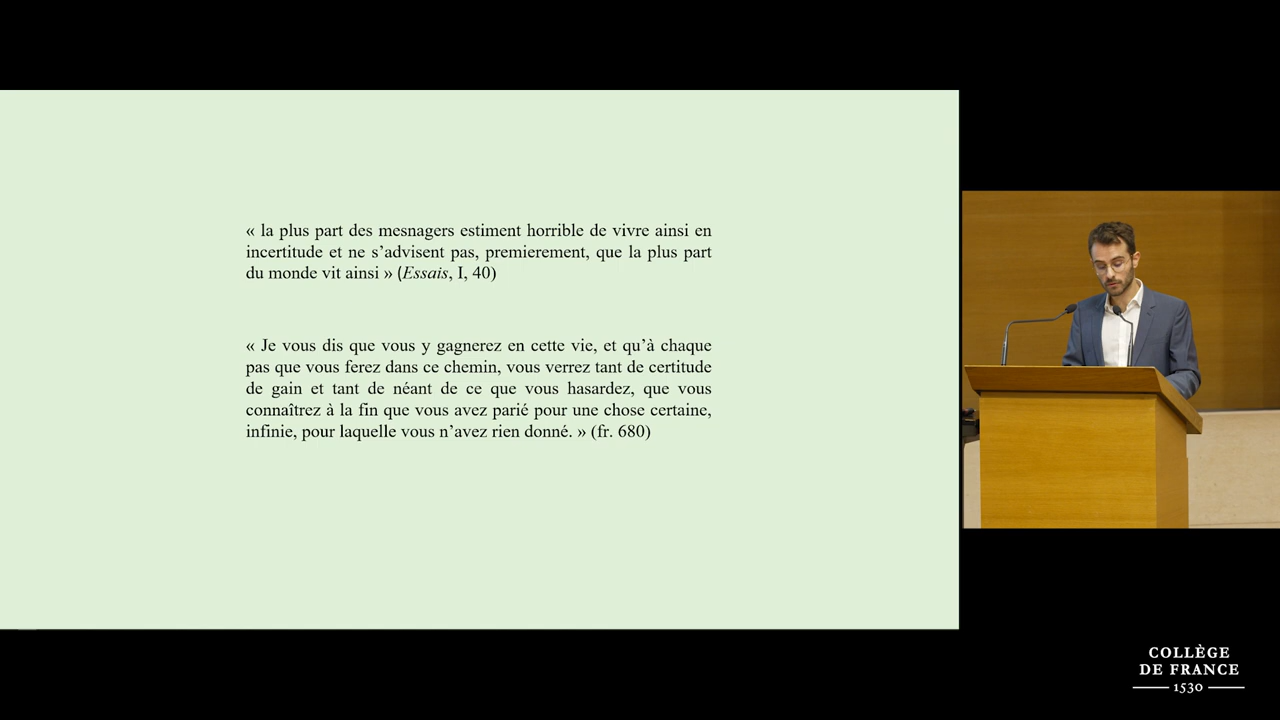 « la plus part des mesnagers estiment horrible de vivre ainsi en
incertitude et ne s’advisent pas, premierement, que la plus part
du monde vit ainsi » (Essais, I, 40)
« Je vous dis que vous y gagnerez en cette vie, et qu’à chaque
pas que vous ferez dans ce chemin, vous verrez tant de certitude
de gain et tant de néant de ce que vous hasardez, que vous
connaîtrez à la fin que vous avez parié pour une chose certaine,
infinie, pour laquelle vous n’avez rien donné. » (fr. 680)
COLLÈGE
DE FRANCE
1530